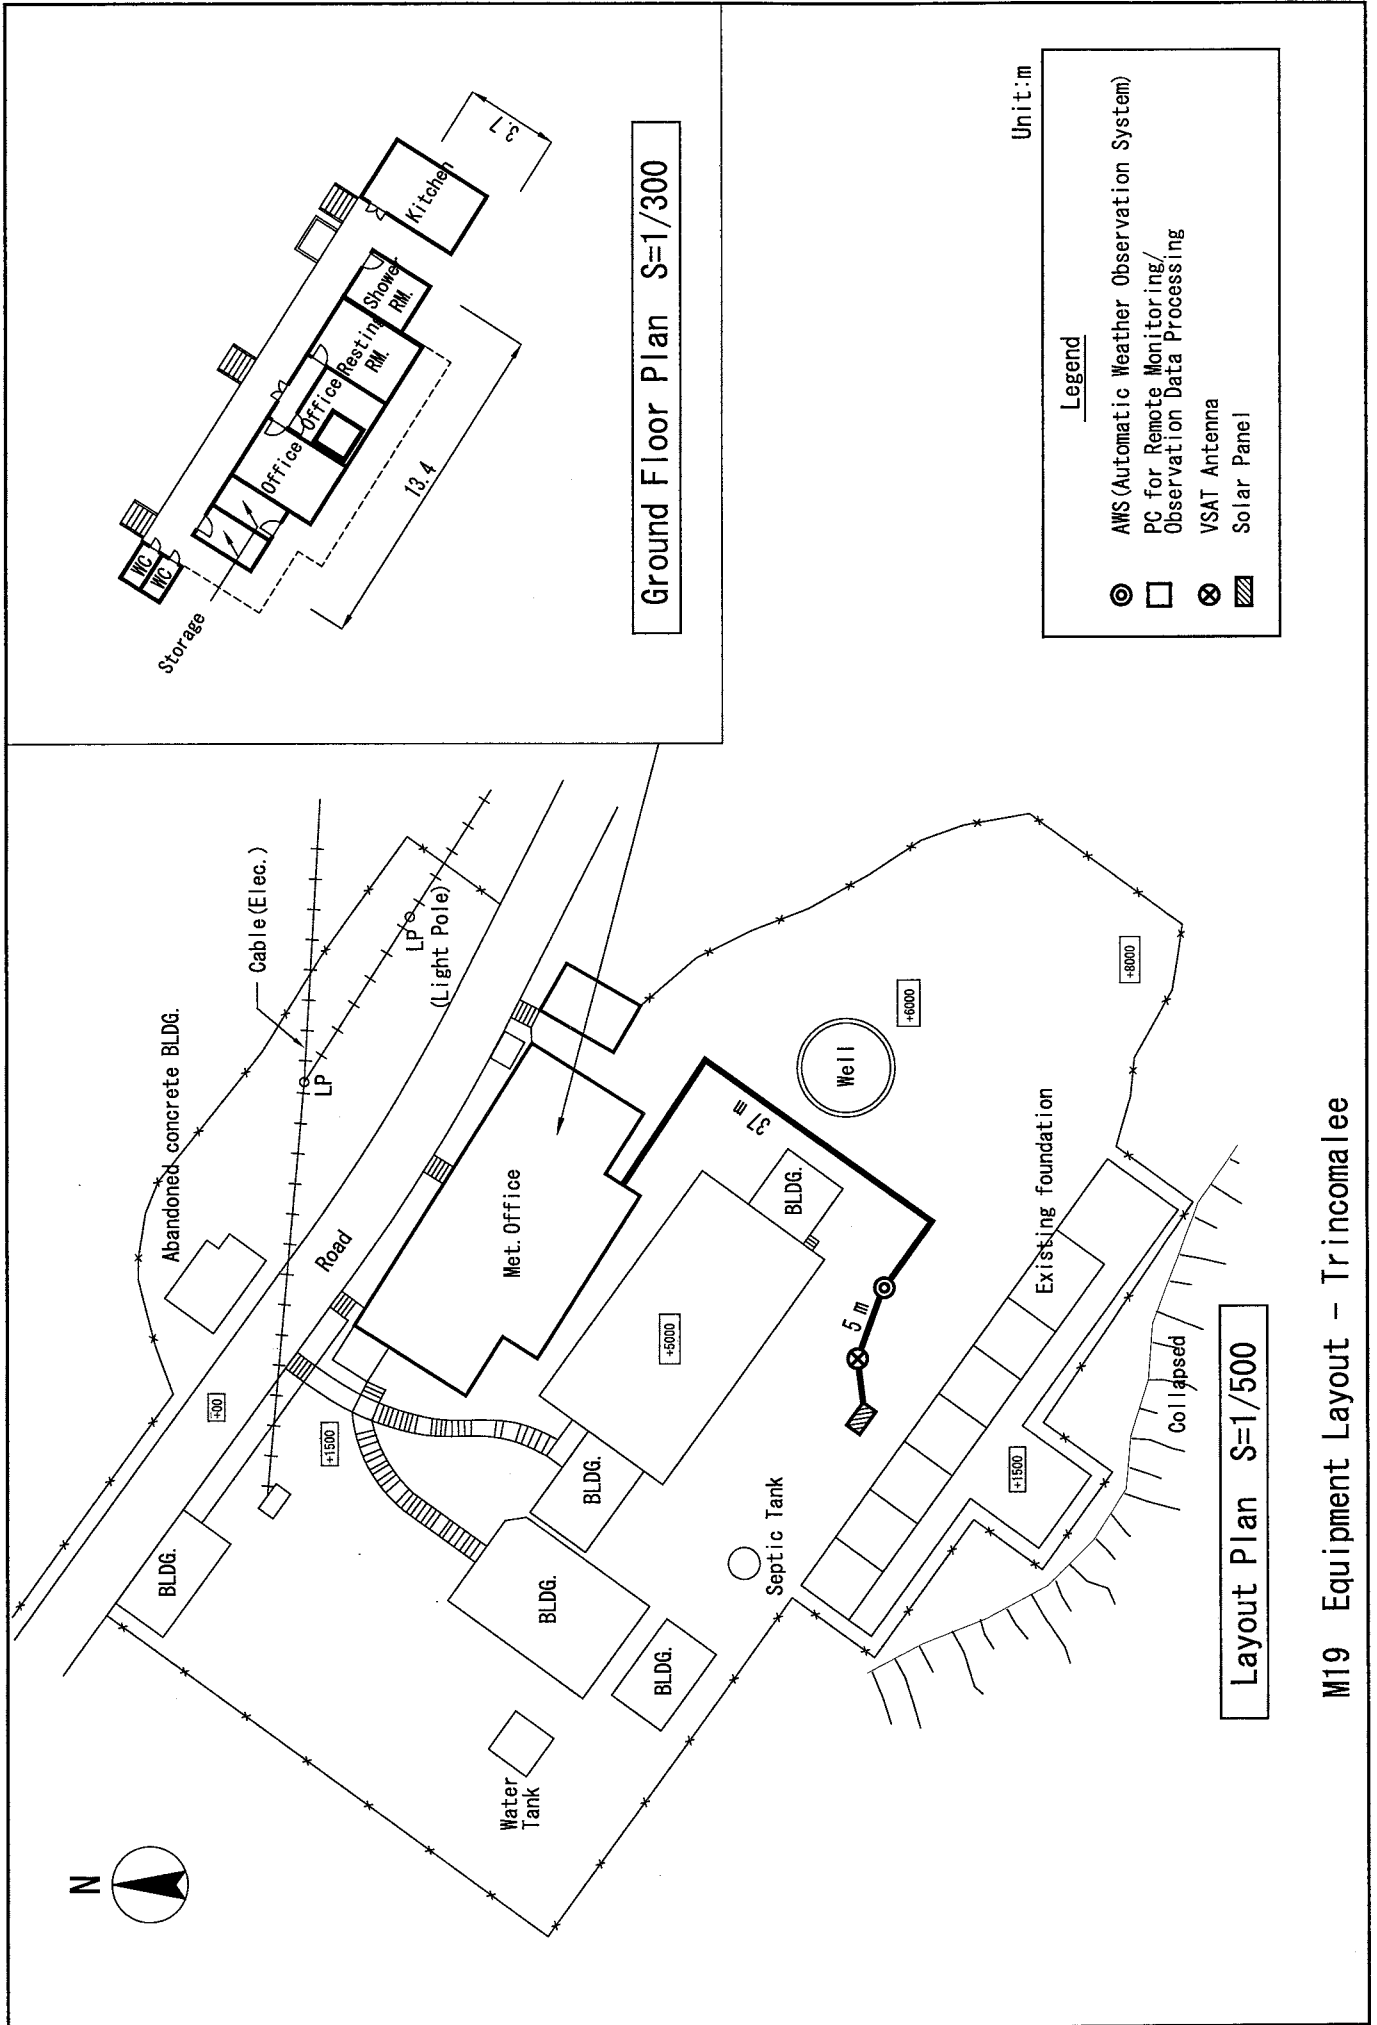 N
Abandoned concrete BLDG.
Cable(Elec.)
LP
LP
(Light Pole)
Road
+00
+1500
BLDG.
Met. Office
BLDG.
BLDG.
BLDG.
+5000
BLDG.
37 m
5 m
Well
+6000
+8000
Water
Tank
Septic Tank
Existing foundation
+1500
Collapsed
Layout Plan S=1/500
WC
WC
Storage
Office
Office
Resting
RM.
Shower
RM.
Kitchen
13.4
3.7
Ground Floor Plan S=1/300
Unit:m
Legend
AWS(Automatic Weather Observation System)
PC for Remote Monitoring/
Observation Data Processing
VSAT Antenna
Solar Panel
M19 Equipment Layout - Trincomalee